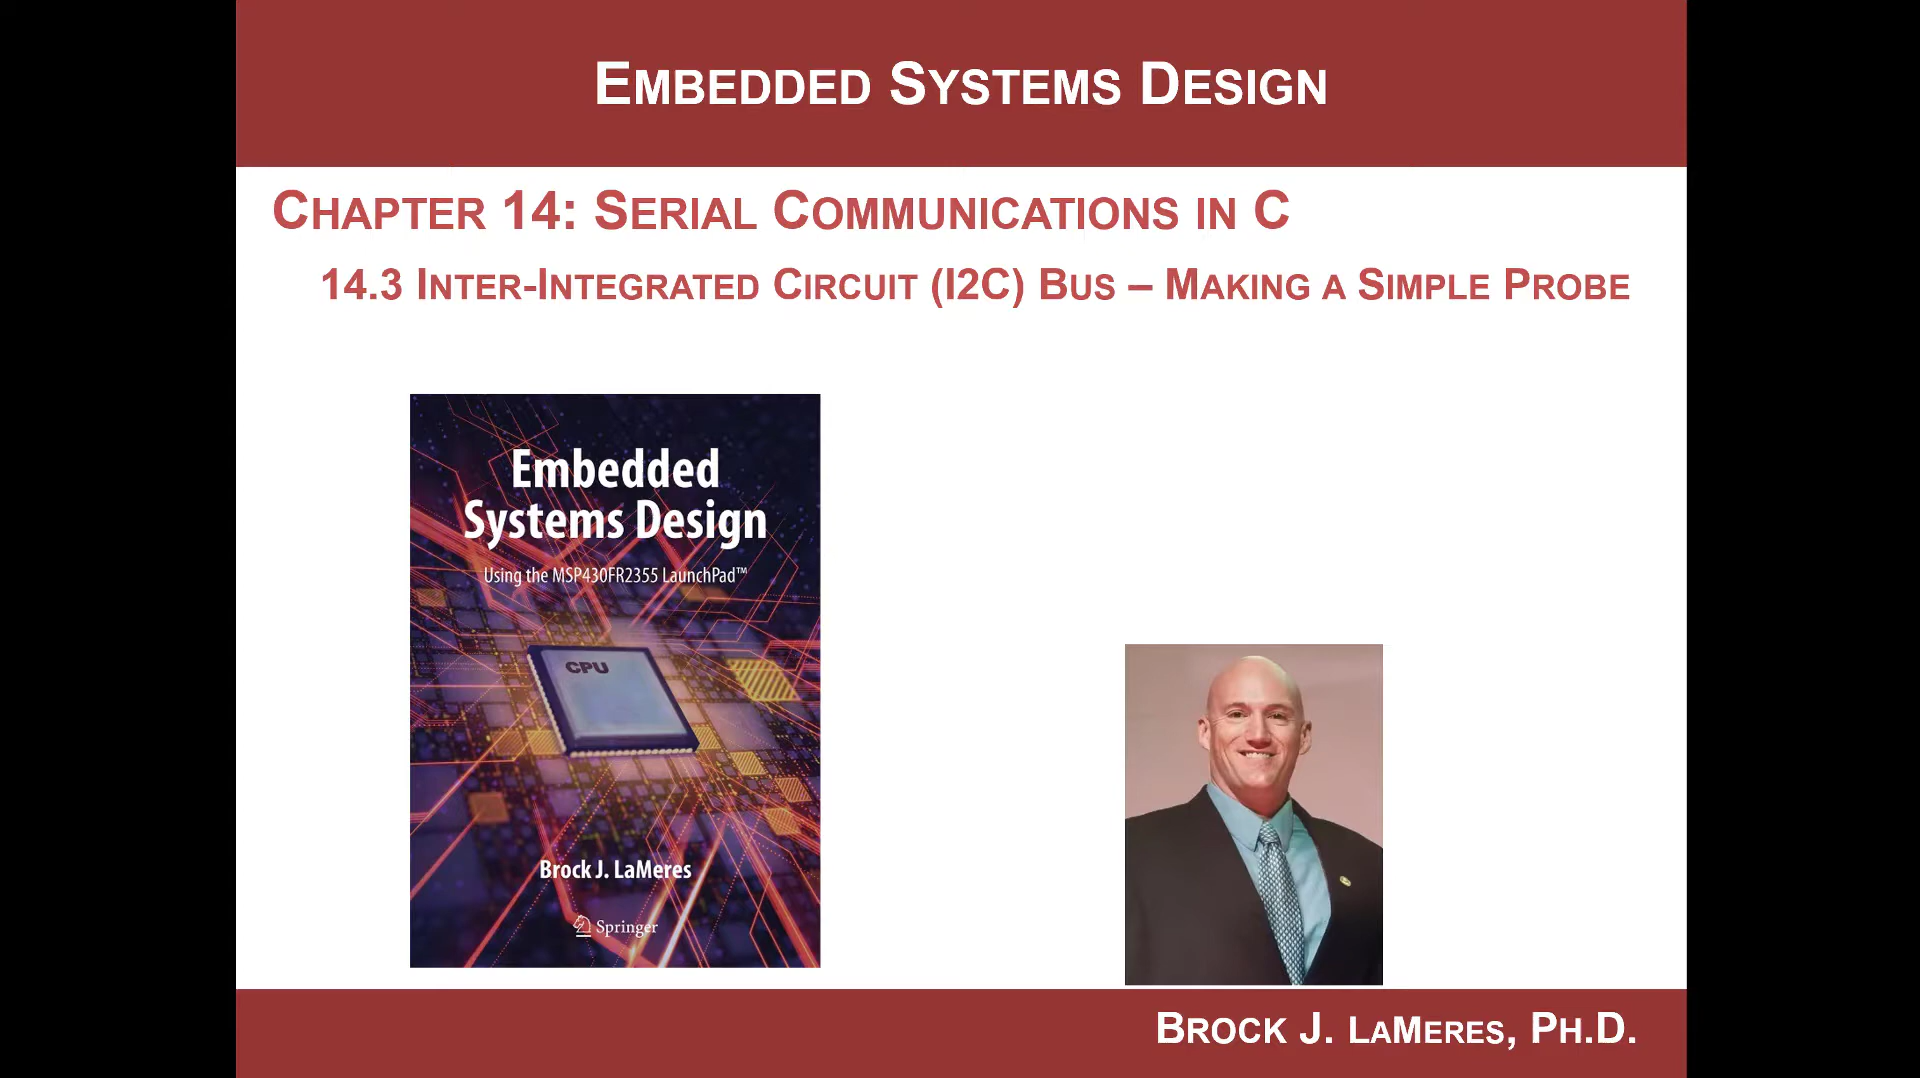 EMBEDDED SYSTEMS DESIGN
CHAPTER 14: SERIAL COMMUNICATIONS IN C
14.3 INTER-INTEGRATED CIRCUIT (I2C) BUS – MAKING A SIMPLE PROBE
Embedded
Systems Design
Using the MSP430FR2355 LaunchPad™
CPU
Brock J. LaMeres
Springer
BROCK J. LAMERES, PH.D.